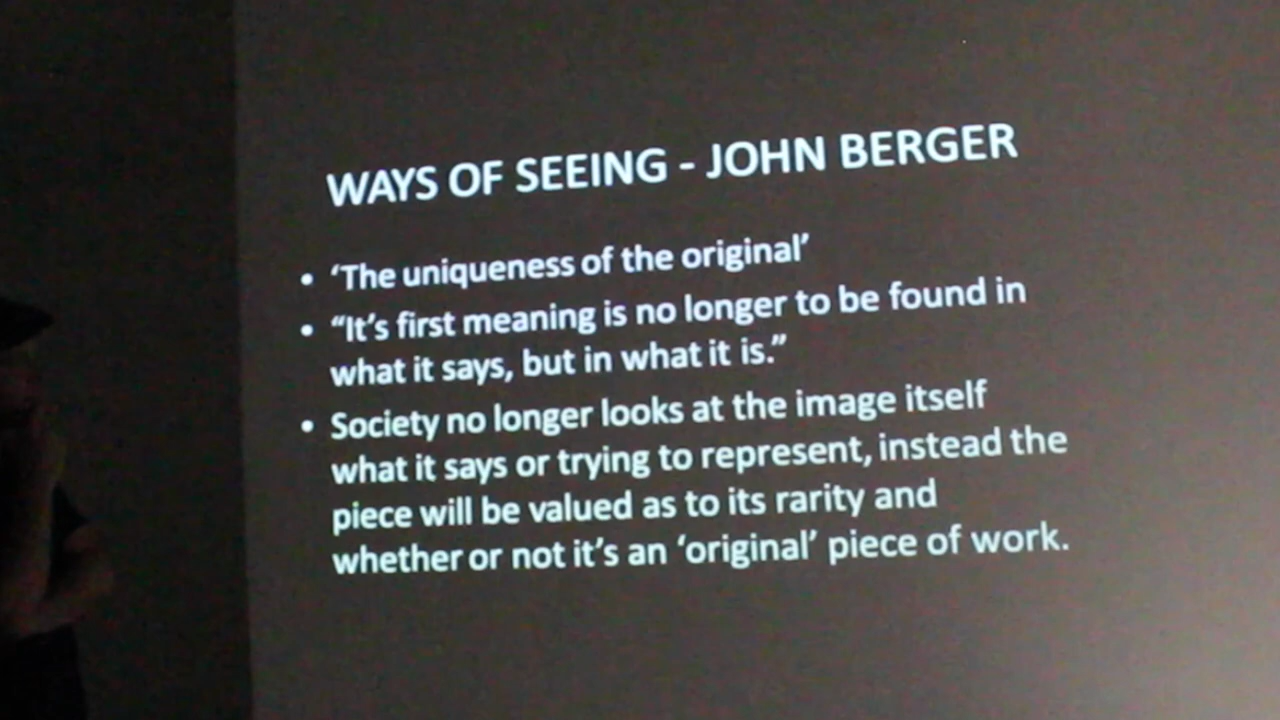 WAYS OF SEEING - JOHN BERGER
• ‘The uniqueness of the original’
• “It’s first meaning is no longer to be found in
what it says, but in what it is.”
• Society no longer looks at the image itself
what it says or trying to represent, instead the
piece will be valued as to its rarity and
whether or not it’s an ‘original’ piece of work.